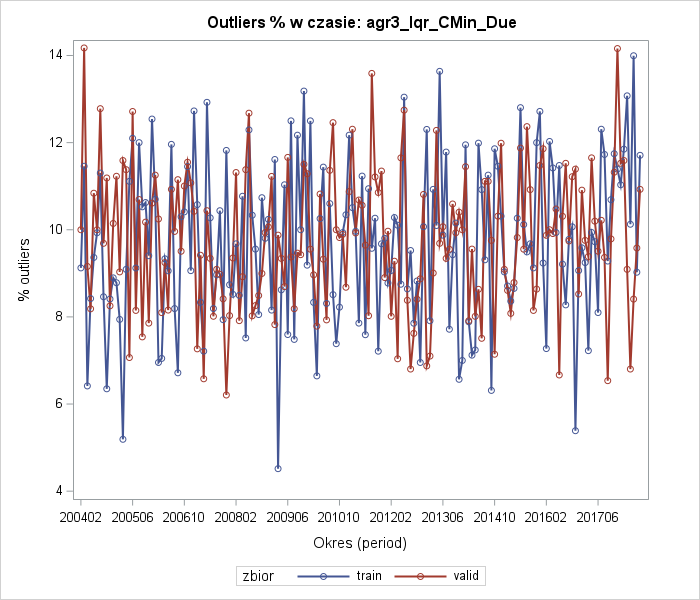 Outliers % w czasie: agr3_Iqr_CMin_Due
% outliers
14
12
10
8
6
4
200402 200506 200610 200802 200906 201010 201202 201306 201410 201602 201706
Okres (period)
zbior train valid